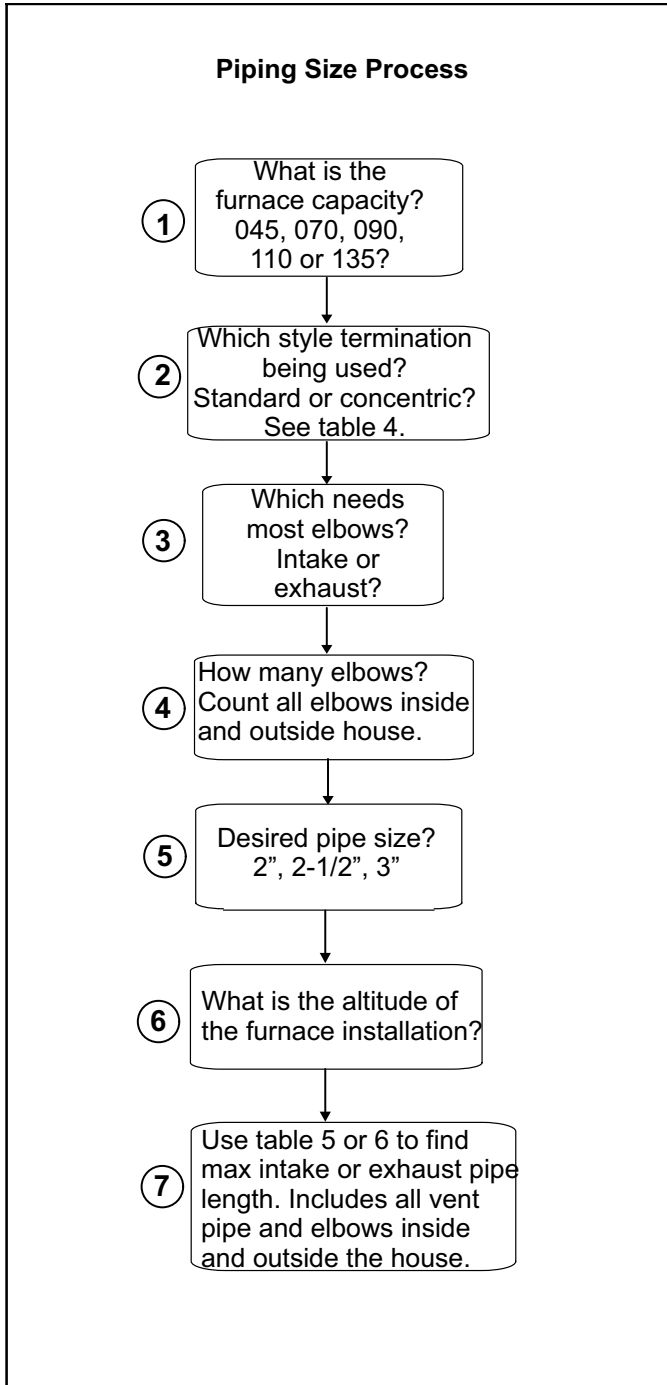 Piping Size Process
1
What is the
furnace capacity?
045, 070, 090,
110 or 135?
2
Which style termination
being used?
Standard or concentric?
See table 4.
3
Which needs
most elbows?
Intake or
exhaust?
4
How many elbows?
Count all elbows inside
and outside house.
5
Desired pipe size?
2”, 2-1/2”, 3”
6
What is the altitude of
the furnace installation?
7
Use table 5 or 6 to find
max intake or exhaust pipe
length. Includes all vent
pipe and elbows inside
and outside the house.